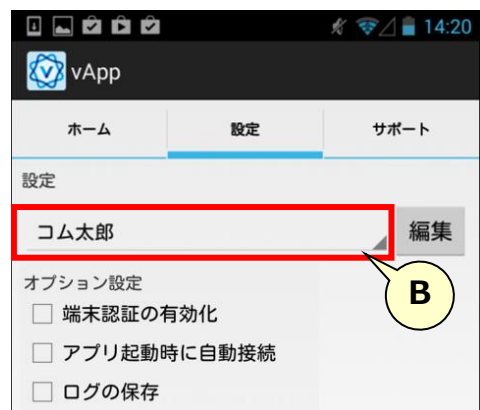 14:20
vApp
ホーム 設定 サポート
設定
コム太郎 編集
B
オプション設定
端末認証の有効化
アプリ起動時に自動接続
ログの保存